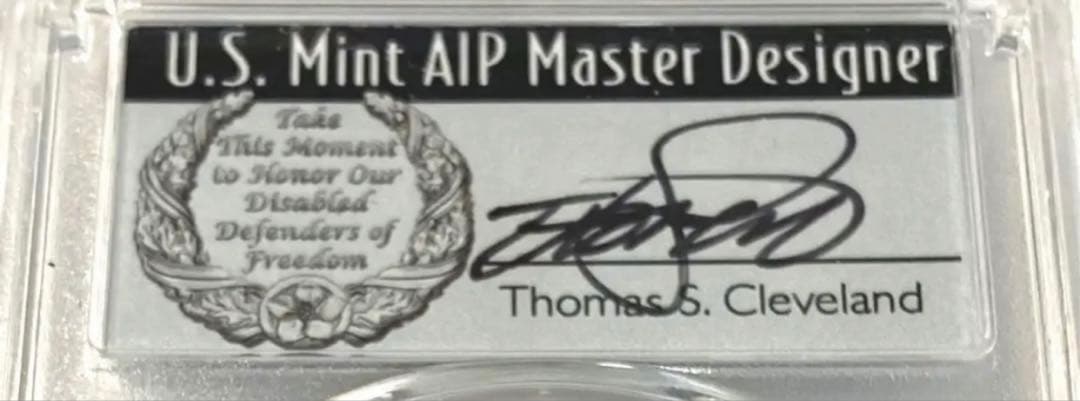 U.S. Mint AIP Master Designer
Take
This Moment
to Honor Our
Disabled
Defenders of
Freedom
Thomas S. Cleveland